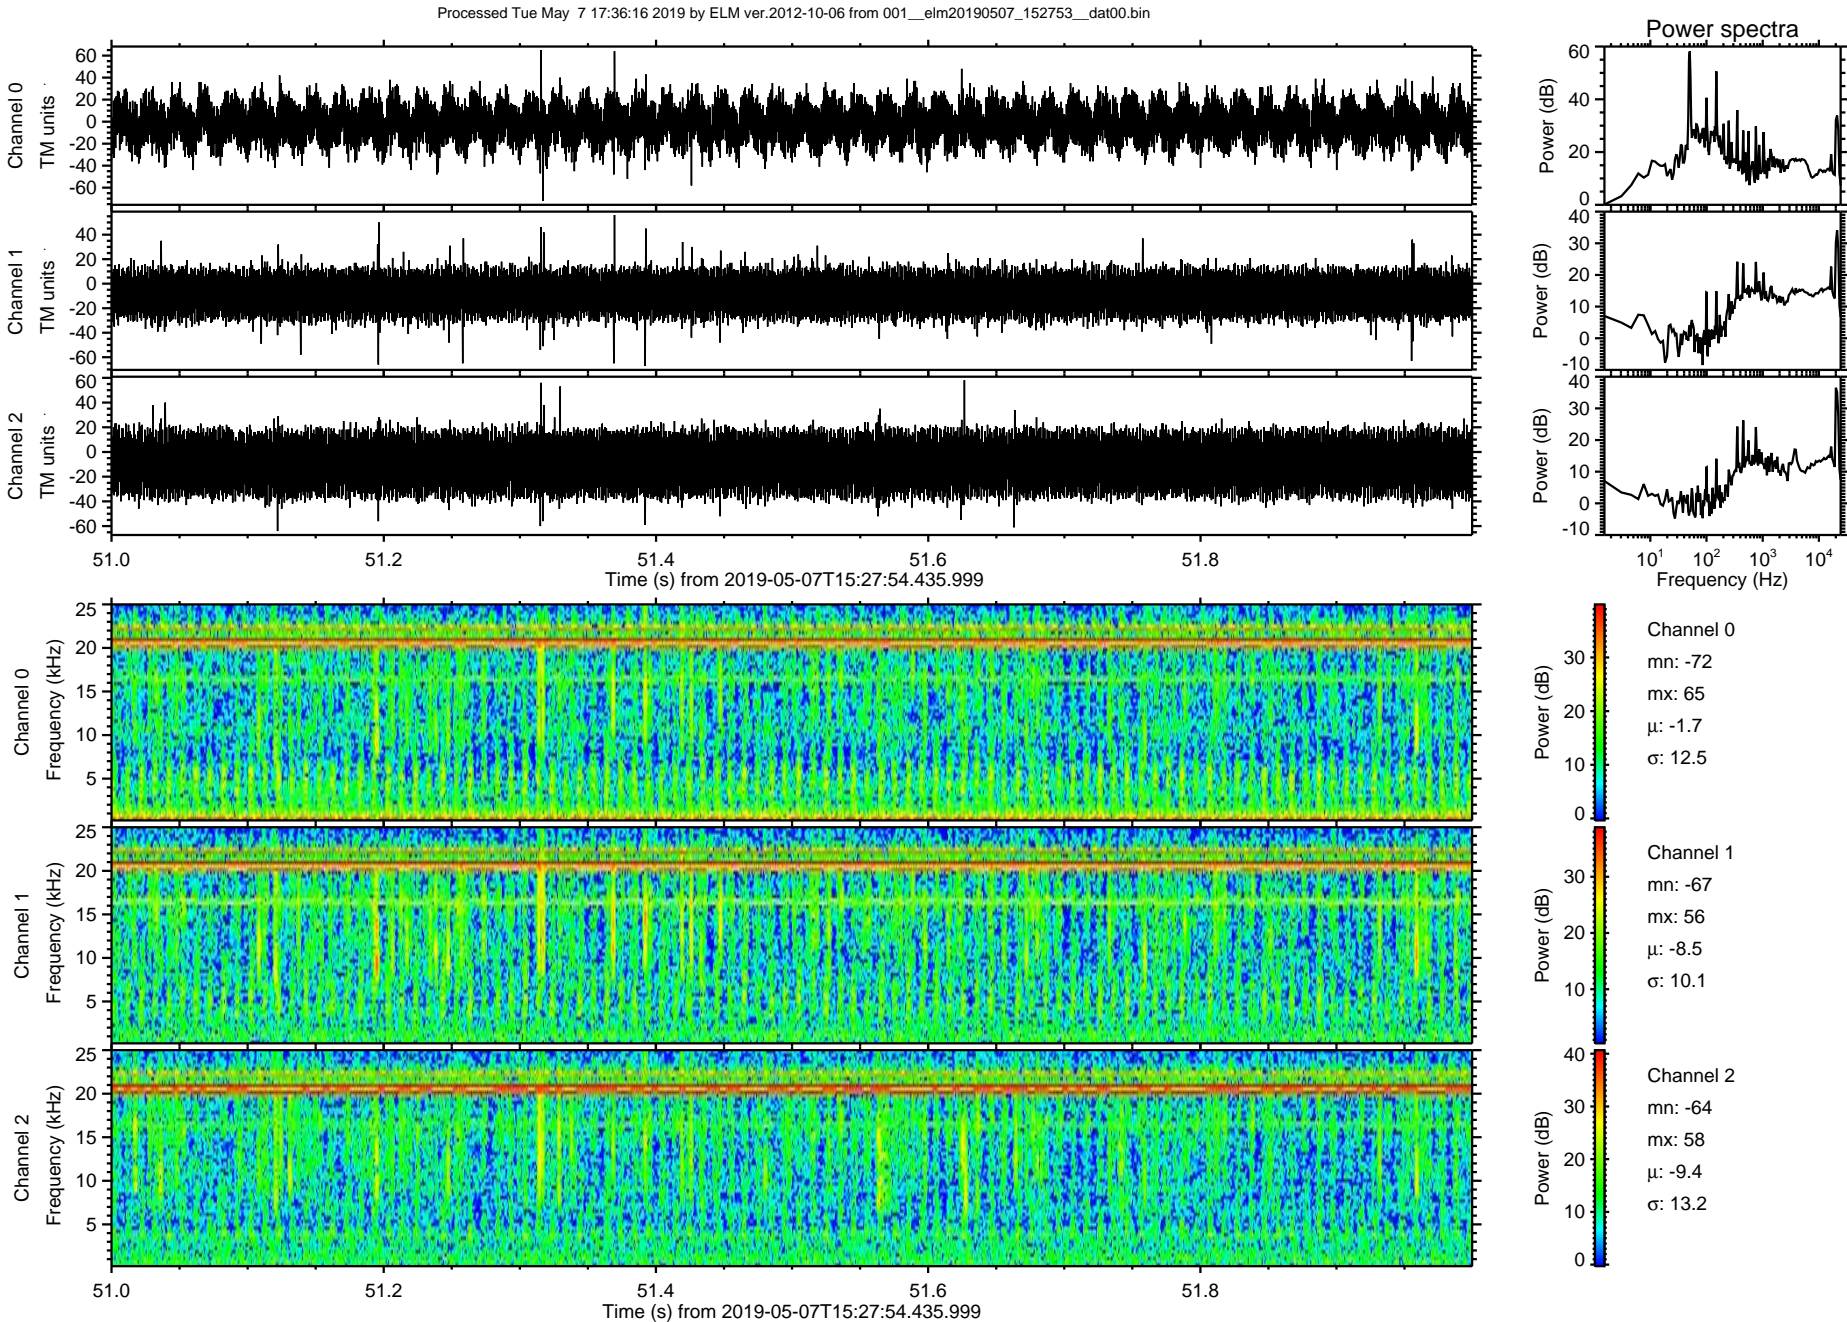 Processed Tue May  7 17:36:16 2019 by ELM ver.2012-10-06 from 001__elm20190507_152753__dat00.bin
Power spectra
Channel 0
TM units
60
40
20
0
-20
-40
-60
Power (dB)
60
40
20
0
Channel 1
TM units
40
20
0
-20
-40
-60
Power (dB)
40
30
20
10
0
-10
Channel 2
TM units
60
40
20
0
-20
-40
-60
Power (dB)
40
30
20
10
0
-10
51.0 51.2 51.4 51.6 51.8
Time (s) from 2019-05-07T15:27:54.435.999
10^1 10^2 10^3 10^4
Frequency (Hz)
Channel 0
Frequency (kHz)
25
20
15
10
5
Power (dB)
30
20
10
0
Channel 0
mn: -72
mx: 65
μ: -1.7
σ: 12.5
Channel 1
Frequency (kHz)
25
20
15
10
5
Power (dB)
30
20
10
Channel 1
mn: -67
mx: 56
μ: -8.5
σ: 10.1
Channel 2
Frequency (kHz)
25
20
15
10
5
Power (dB)
40
30
20
10
0
Channel 2
mn: -64
mx: 58
μ: -9.4
σ: 13.2
51.0 51.2 51.4 51.6 51.8
Time (s) from 2019-05-07T15:27:54.435.999